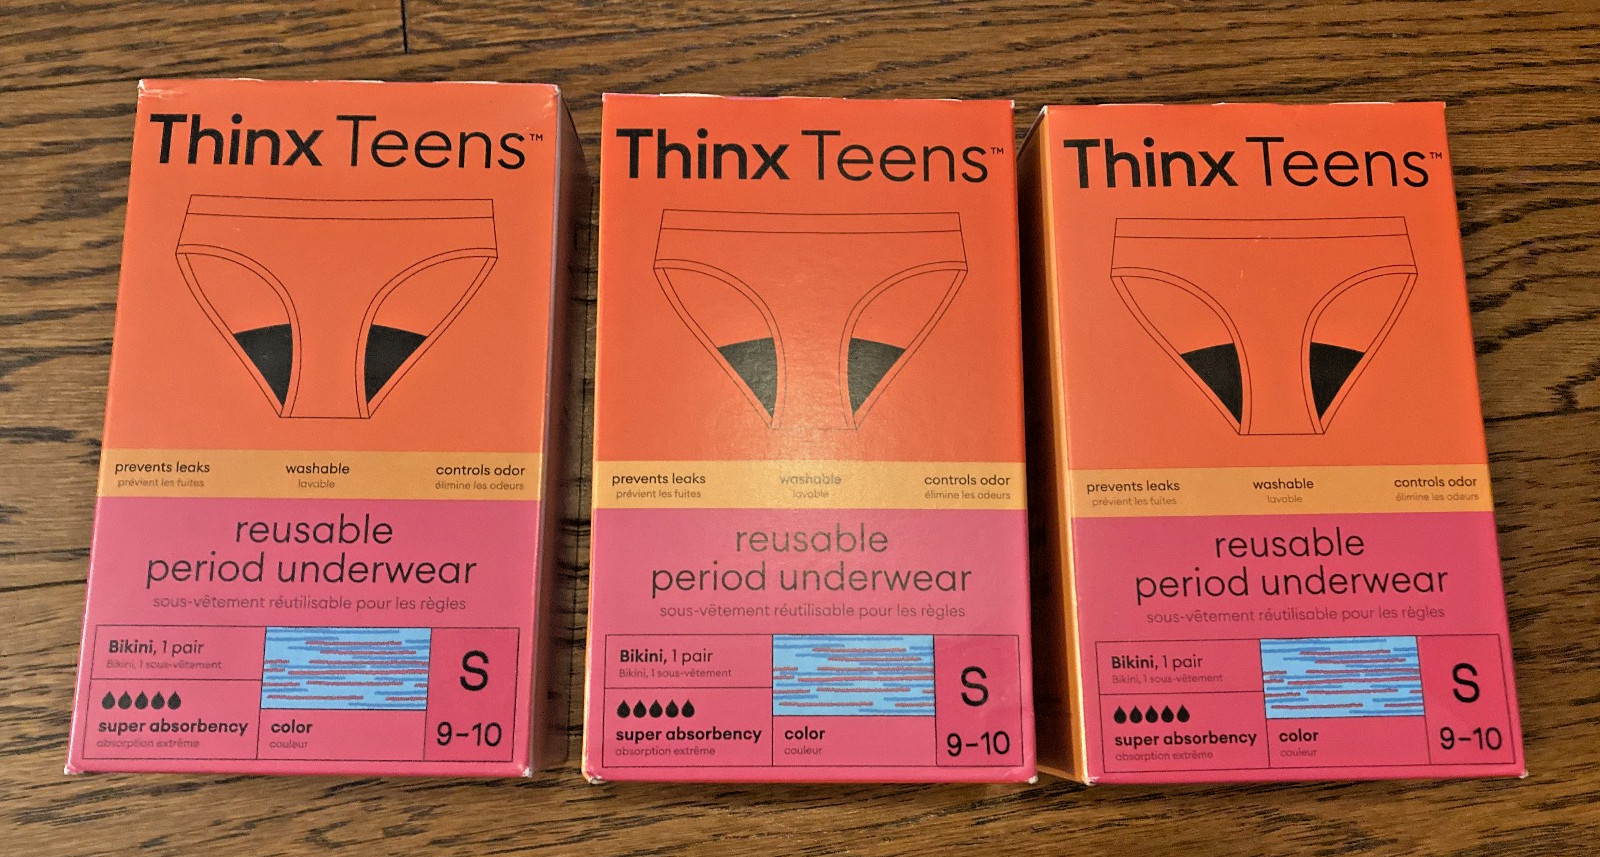 Thinx Teens™
prevents leaks
prévient les fuites
washable
lavable
controls odor
élimine les odeurs
reusable
period underwear
sous-vêtement réutilisable pour les règles
Bikini, 1 pair
Bikini, 1 sous-vêtement
super absorbency
absorption extrême
color
couleur
S
9-10
Thinx Teens™
prevents leaks
prévient les fuites
washable
lavable
controls odor
élimine les odeurs
reusable
period underwear
sous-vêtement réutilisable pour les règles
Bikini, 1 pair
Bikini, 1 sous-vêtement
super absorbency
absorption extrême
color
couleur
S
9-10
Thinx Teens™
prevents leaks
prévient les fuites
washable
lavable
controls odor
élimine les odeurs
reusable
period underwear
sous-vêtement réutilisable pour les règles
Bikini, 1 pair
Bikini, 1 sous-vêtement
super absorbency
absorption extrême
color
couleur
S
9-10